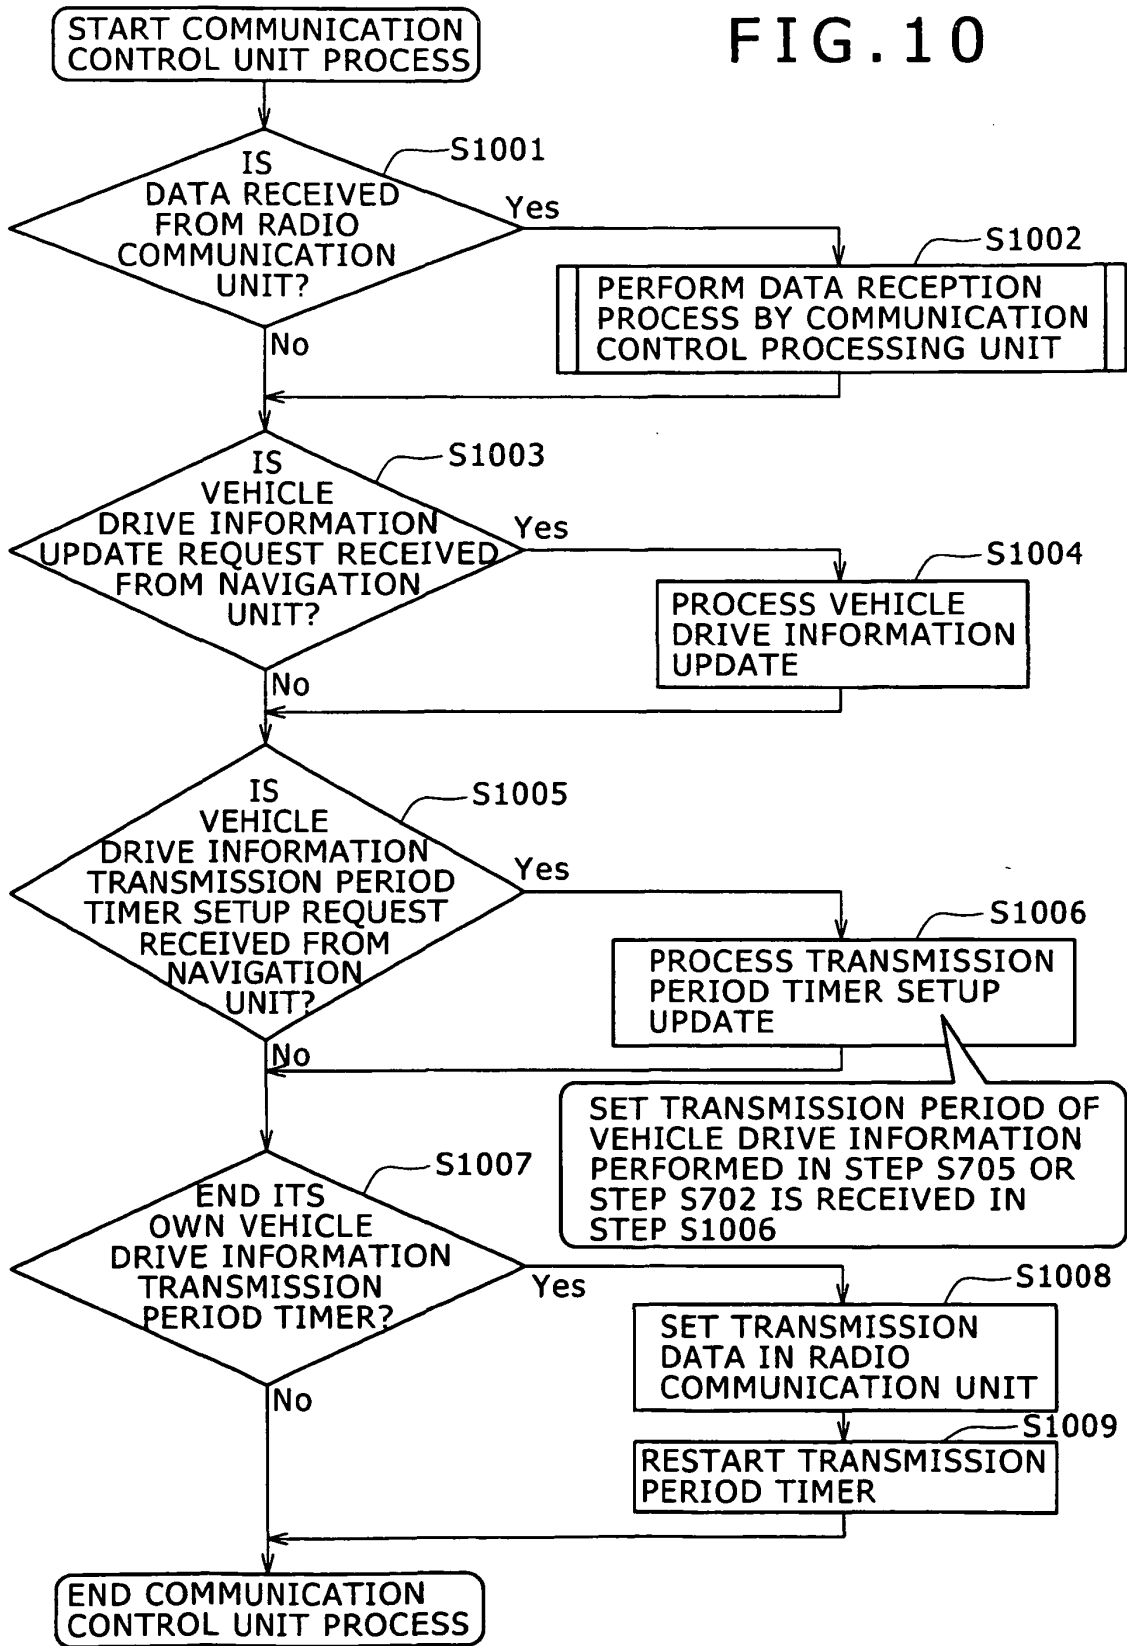 FIG.10
START COMMUNICATION
CONTROL UNIT PROCESS
S1001
IS
DATA RECEIVED
FROM RADIO
COMMUNICATION
UNIT?
Yes
No
S1002
PERFORM DATA RECEPTION
PROCESS BY COMMUNICATION
CONTROL PROCESSING UNIT
S1003
IS
VEHICLE
DRIVE INFORMATION
UPDATE REQUEST RECEIVED
FROM NAVIGATION
UNIT?
Yes
No
S1004
PROCESS VEHICLE
DRIVE INFORMATION
UPDATE
S1005
IS
VEHICLE
DRIVE INFORMATION
TRANSMISSION PERIOD
TIMER SETUP REQUEST
RECEIVED FROM
NAVIGATION
UNIT?
Yes
No
S1006
PROCESS TRANSMISSION
PERIOD TIMER SETUP
UPDATE
SET TRANSMISSION PERIOD OF
VEHICLE DRIVE INFORMATION
PERFORMED IN STEP S705 OR
STEP S702 IS RECEIVED IN
STEP S1006
S1007
END ITS
OWN VEHICLE
DRIVE INFORMATION
TRANSMISSION
PERIOD TIMER?
Yes
No
S1008
SET TRANSMISSION
DATA IN RADIO
COMMUNICATION UNIT
S1009
RESTART TRANSMISSION
PERIOD TIMER
END COMMUNICATION
CONTROL UNIT PROCESS